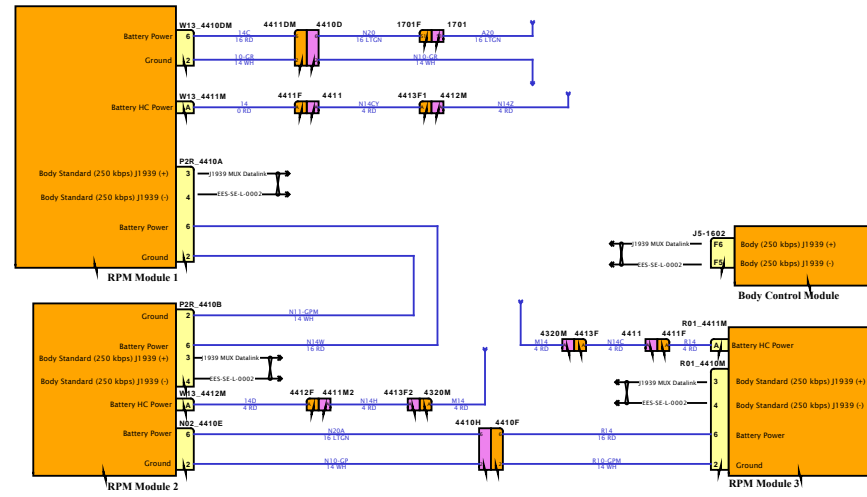 W13_4410DM
4411DM 4410D 1701F 1701
Battery Power 6 14C 16 RD N20 16 LTGN A20 16 LTGN
Ground 2 10-GR 14 WH N10-GR 14 WH
W13_4411M
4411F 4411 4413F1 4412M
Battery HC Power A 14 0 RD N14CY 4 RD N14Z 4 RD
P2R_4410A
Body Standard (250 kbps) J1939 (+) 3 J1939 MUX Datalink
Body Standard (250 kbps) J1939 (-) 4 EES-SE-L-0002
Battery Power 6
Ground 2
RPM Module 1
J5-1602
J1939 MUX Datalink F6 Body (250 kbps) J1939 (+)
EES-SE-L-0002 F5 Body (250 kbps) J1939 (-)
Body Control Module
P2R_4410B
Ground 2 N11-GPM 14 WH
Battery Power 6 N14W 16 RD
Body Standard (250 kbps) J1939 (+) 3 J1939 MUX Datalink
Body Standard (250 kbps) J1939 (-) 4 EES-SE-L-0002
W13_4412M
4412F 4411M2 4413F2 4320M
Battery HC Power A 14D 4 RD N14H 4 RD M14 4 RD
N02_4410E
4410H 4410F
Battery Power 6 N20A 16 LTGN R14 16 RD
Ground 2 N10-GP 14 WH R10-GPM 14 WH
RPM Module 2
4320M 4413F 4411 4411F R01_4411M
M14 4 RD N14C 4 RD R14 4 RD A Battery HC Power
R01_4410M
J1939 MUX Datalink 3 Body Standard (250 kbps) J1939 (+)
EES-SE-L-0002 4 Body Standard (250 kbps) J1939 (-)
6 Battery Power
2 Ground
RPM Module 3